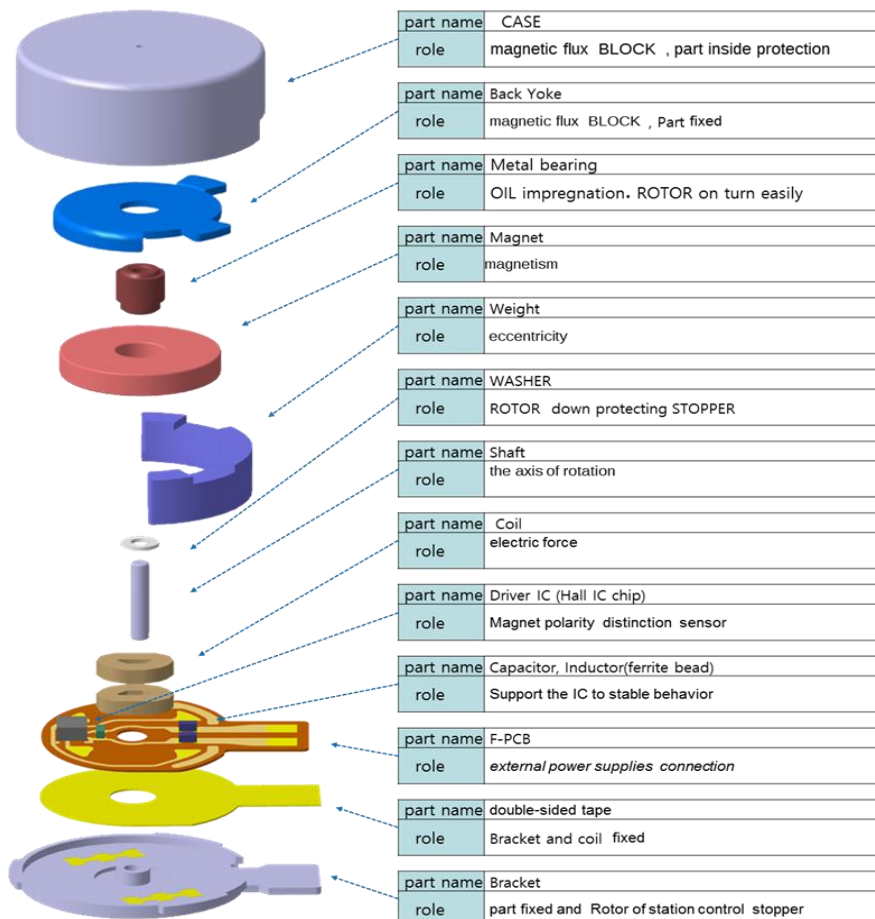 part name CASE
role magnetic flux BLOCK , part inside protection
part name Back Yoke
role magnetic flux BLOCK , Part fixed
part name Metal bearing
role OIL impregnation. ROTOR on turn easily
part name Magnet
role magnetism
part name Weight
role eccentricity
part name WASHER
role ROTOR down protecting STOPPER
part name Shaft
role the axis of rotation
part name Coil
role electric force
part name Driver IC (Hall IC chip)
role Magnet polarity distinction sensor
part name Capacitor, Inductor(ferrite bead)
role Support the IC to stable behavior
part name F-PCB
role external power supplies connection
part name double-sided tape
role Bracket and coil fixed
part name Bracket
role part fixed and Rotor of station control stopper